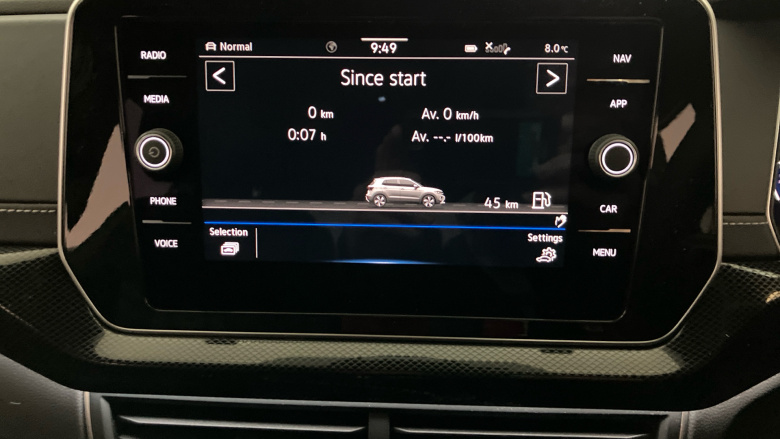 RADIO
MEDIA
PHONE
VOICE
Normal 9:49 8.0°C
Since start
0 km Av. 0 km/h
0:07 h Av. --.- l/100km
45 km
Selection Settings
NAV
APP
CAR
MENU